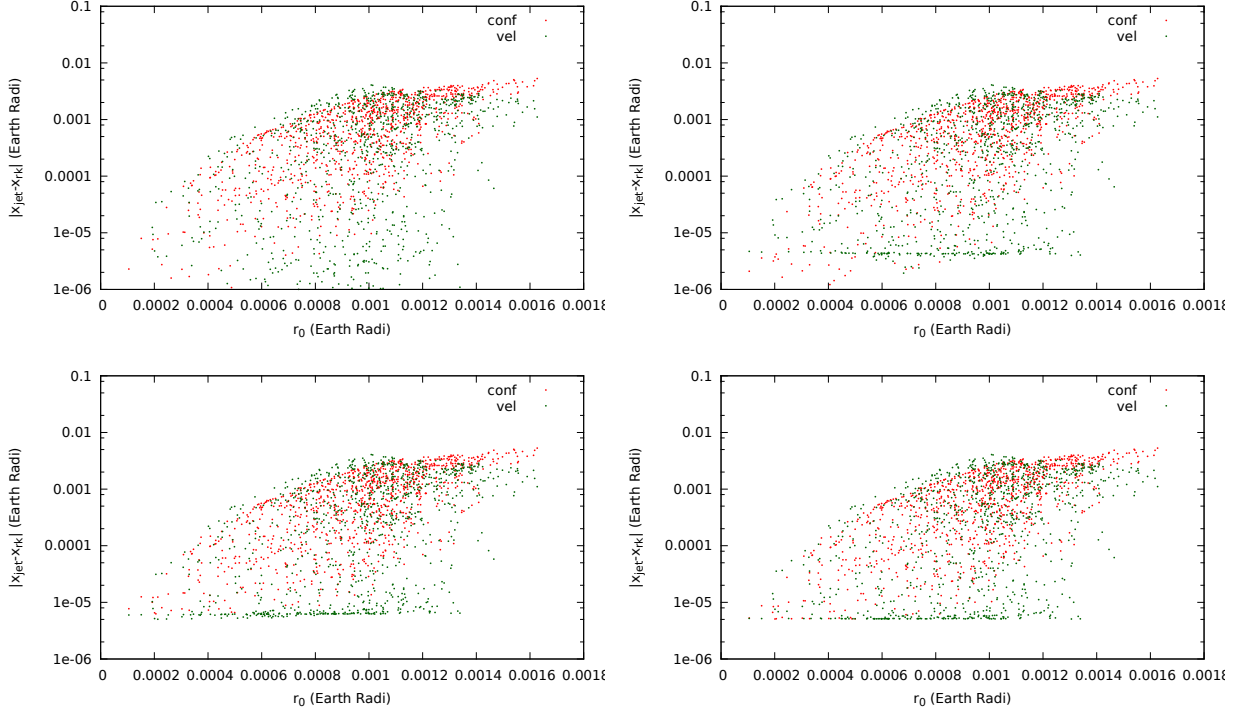 0.1
conf
vel
0.01
0.001
0.0001
1e-05
1e-06
|x_jet-x_rk| (Earth Radi)
0 0.0002 0.0004 0.0006 0.0008 0.001 0.0012 0.0014 0.0016 0.0018
r_0 (Earth Radi)
0.1
conf
vel
0.01
0.001
0.0001
1e-05
1e-06
|x_jet-x_rk| (Earth Radi)
0 0.0002 0.0004 0.0006 0.0008 0.001 0.0012 0.0014 0.0016 0.0018
r_0 (Earth Radi)
0.1
conf
vel
0.01
0.001
0.0001
1e-05
1e-06
|x_jet-x_rk| (Earth Radi)
0 0.0002 0.0004 0.0006 0.0008 0.001 0.0012 0.0014 0.0016 0.0018
r_0 (Earth Radi)
0.1
conf
vel
0.01
0.001
0.0001
1e-05
1e-06
|x_jet-x_rk| (Earth Radi)
0 0.0002 0.0004 0.0006 0.0008 0.001 0.0012 0.0014 0.0016 0.0018
r_0 (Earth Radi)